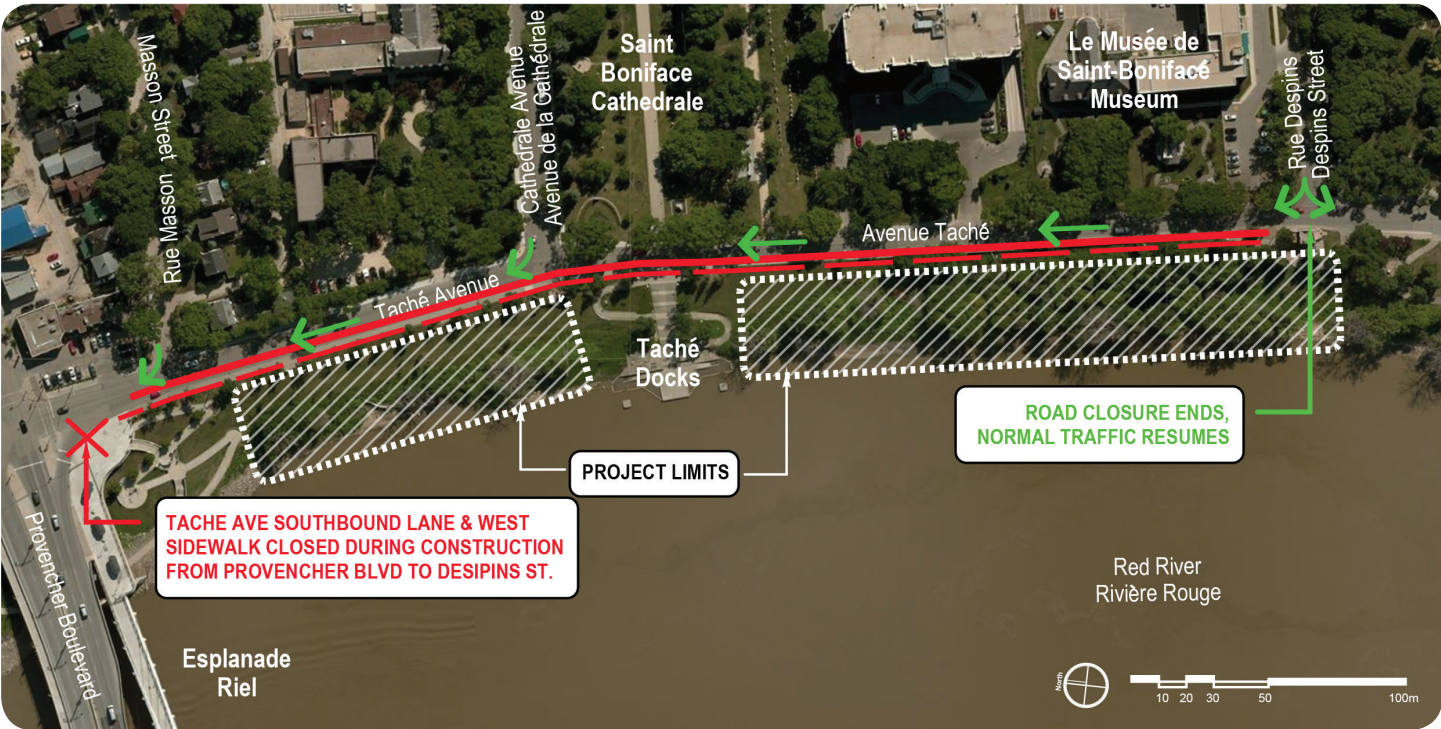 Masson Street
Rue Masson
Cathedrale Avenue
Avenue de la Cathédrale
Saint
Boniface
Cathedrale
Le Musée de
Saint-Boniface
Museum
Rue Despins
Despins Street
Avenue Taché
Taché Avenue
Taché
Docks
ROAD CLOSURE ENDS,
NORMAL TRAFFIC RESUMES
PROJECT LIMITS
TACHE AVE SOUTHBOUND LANE & WEST
SIDEWALK CLOSED DURING CONSTRUCTION
FROM PROVENCHER BLVD TO DESIPINS ST.
Provencher Boulevard
Esplanade
Riel
Red River
Rivière Rouge
North
10 20 30 50 100m